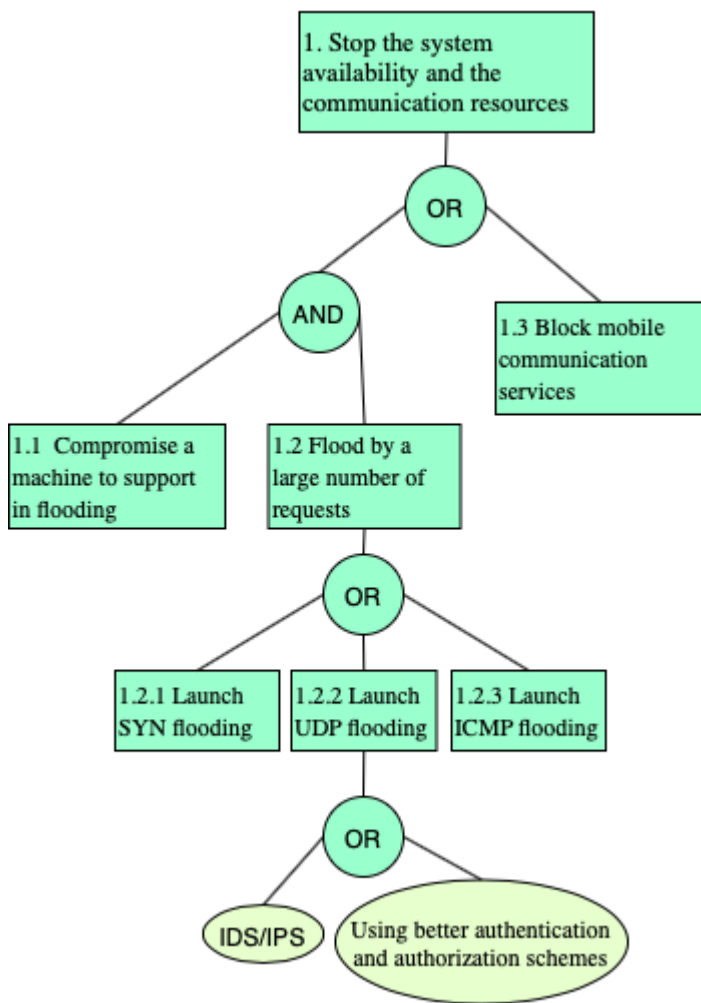 1. Stop the system
availability and the
communication resources
OR
AND
1.3 Block mobile
communication
services
1.1 Compromise a
machine to support
in flooding
1.2 Flood by a
large number of
requests
OR
1.2.1 Launch
SYN flooding
1.2.2 Launch
UDP flooding
1.2.3 Launch
ICMP flooding
OR
IDS/IPS
Using better authentication
and authorization schemes